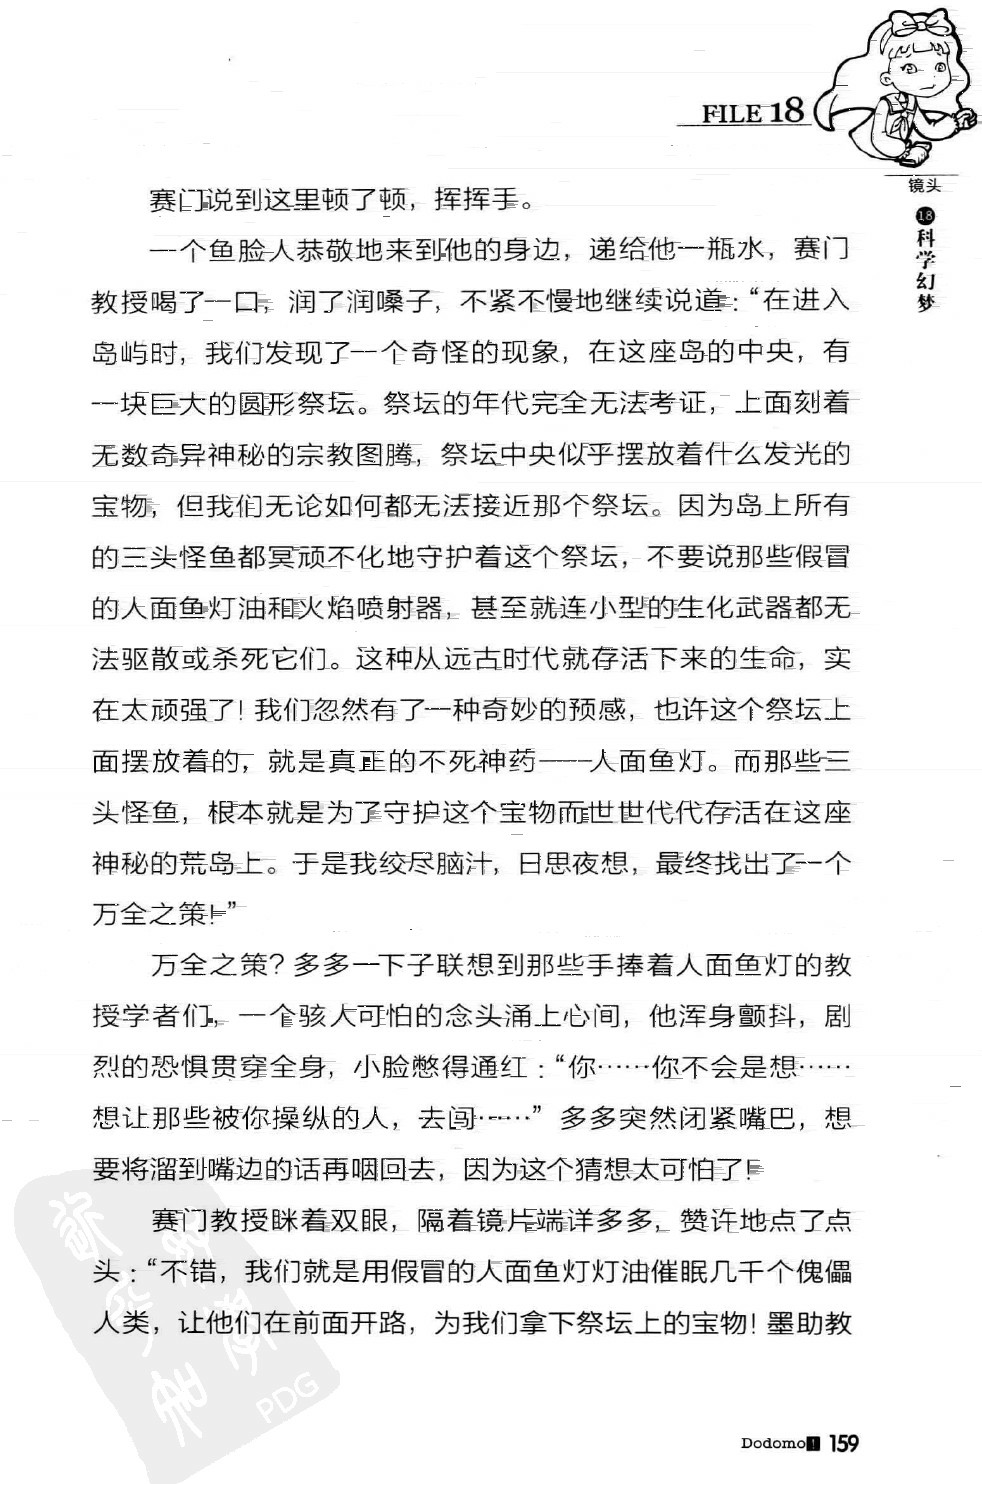 FILE 18
镜头
18
科学幻梦
赛门说到这里顿了顿，挥挥手。
一个鱼脸人恭敬地来到他的身边，递给他一瓶水，赛门
教授喝了一口，润了润嗓子，不紧不慢地继续说道：“在进入
岛屿时，我们发现了一个奇怪的现象，在这座岛的中央，有
一块巨大的圆形祭坛。祭坛的年代完全无法考证，上面刻着
无数奇异神秘的宗教图腾，祭坛中央似乎摆放着什么发光的
宝物，但我们无论如何都无法接近那个祭坛。因为岛上所有
的三头怪鱼都冥顽不化地守护着这个祭坛，不要说那些假冒
的人面鱼灯油和火焰喷射器，甚至就连小型的生化武器都无
法驱散或杀死它们。这种从远古时代就存活下来的生命，实
在太顽强了！我们忽然有了一种奇妙的预感，也许这个祭坛上
面摆放着的，就是真正的不死神药——人面鱼灯。而那些三
头怪鱼，根本就是为了守护这个宝物而世世代代存活在这座
神秘的荒岛上。于是我绞尽脑汁，日思夜想，最终找出了一个
万全之策！”
万全之策？多多一下子联想到那些手捧着人面鱼灯的教
授学者们，一个骇人可怕的念头涌上心间，他浑身颤抖，剧
烈的恐惧贯穿全身，小脸憋得通红：“你……你不会是想……
想让那些被你操纵的人，去闯……”多多突然闭紧嘴巴，想
要将溜到嘴边的话再咽回去，因为这个猜想太可怕了！
赛门教授眯着双眼，隔着镜片端详多多，赞许地点了点
头：“不错，我们就是用假冒的人面鱼灯灯油催眠几千个傀儡
人类，让他们在前面开路，为我们拿下祭坛上的宝物！墨助教
PDG
Dodomo! 159